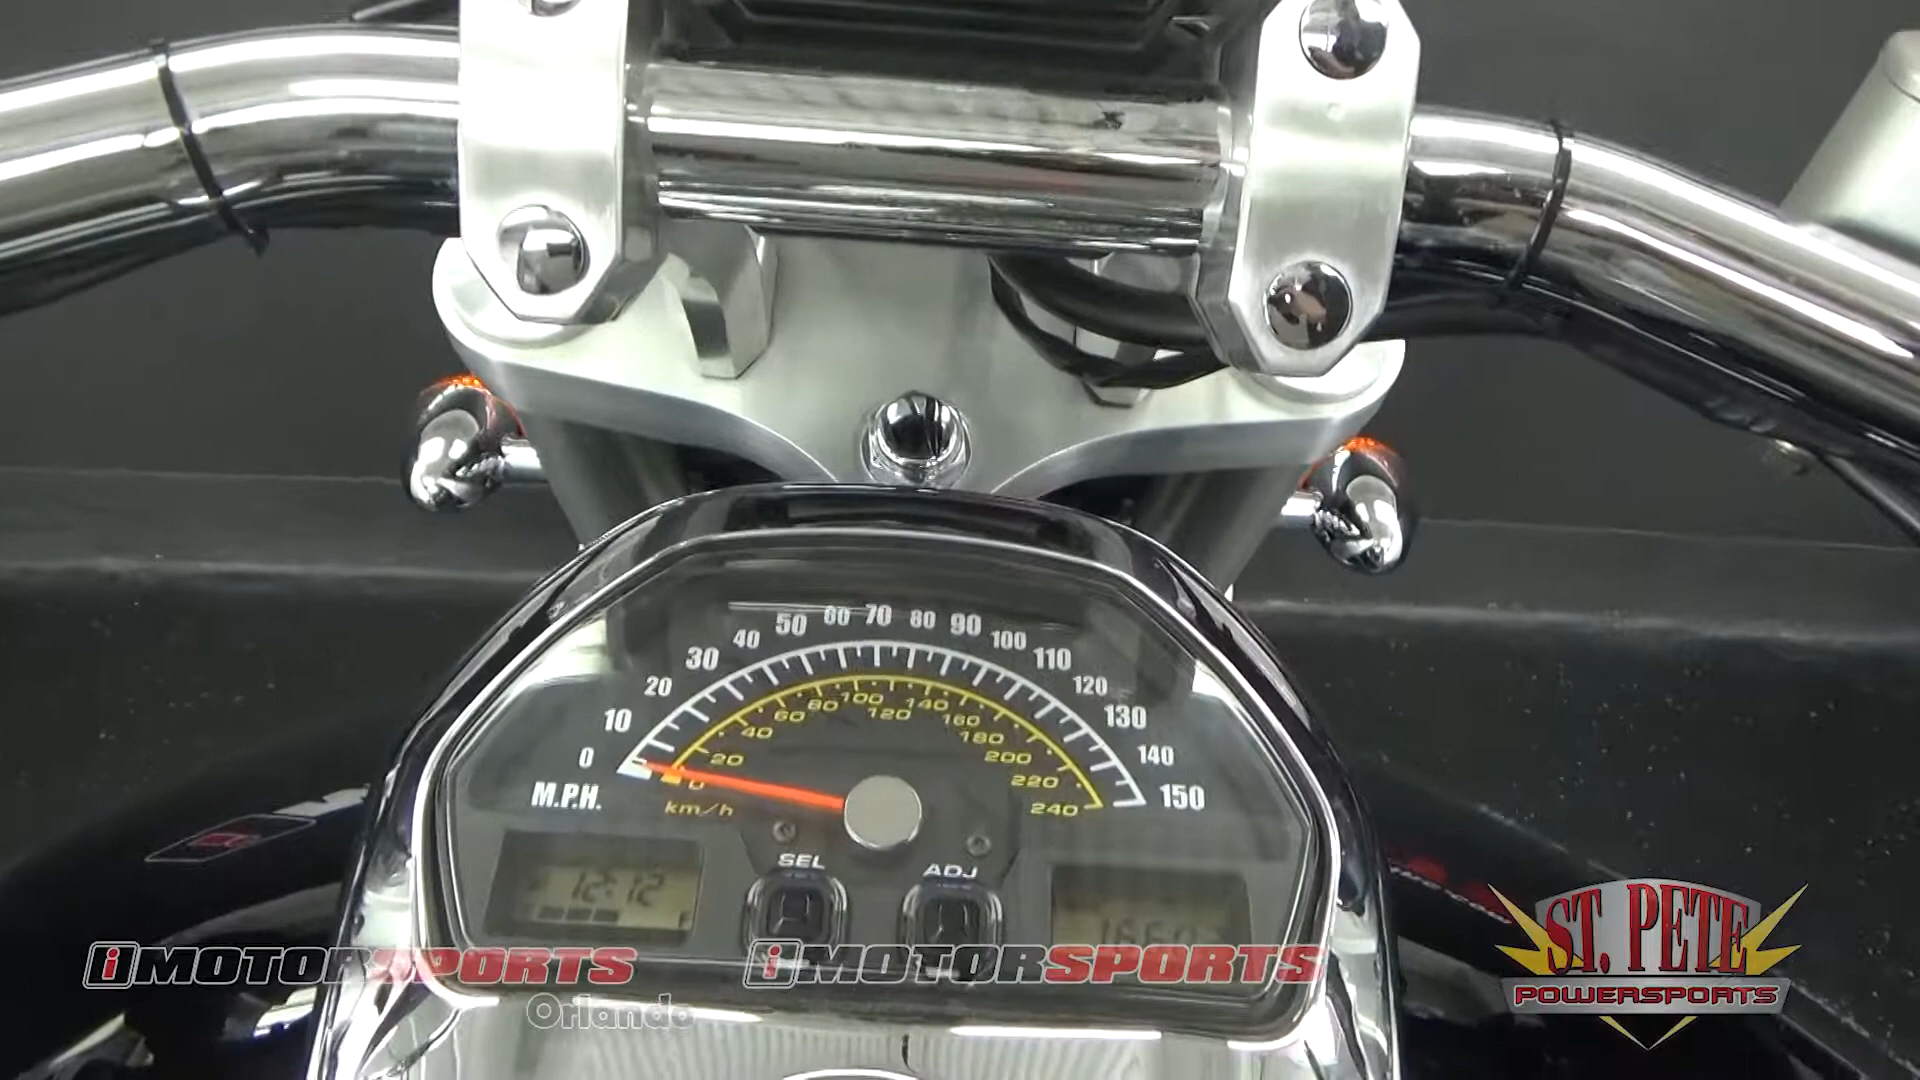 50 60 70 80 90
40 100
30 110
20 120
10 130
0 140
M.P.H. 150
80 100 120 140
60 160
40 180
20 200
0 220
km/h 240
SEL ADJ
12:12
F
iMOTORSPORTS
Orlando
iMOTORSPORTS
ST. PETE
POWERSPORTS